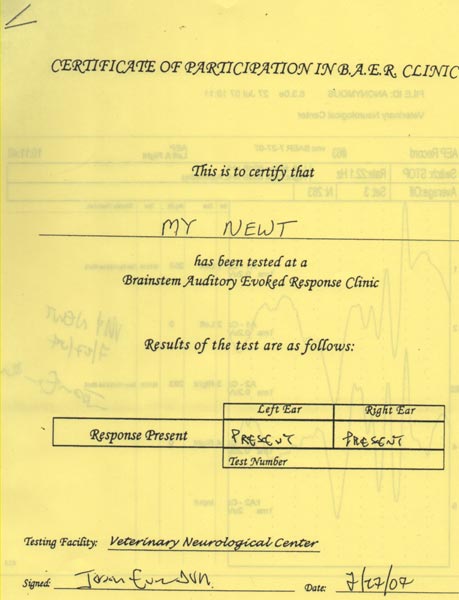 CERTIFICATE OF PARTICIPATION IN B.A.E.R. CLINIC
This is to certify that
MY NEWT
has been tested at a
Brainstem Auditory Evoked Response Clinic
Results of the test are as follows:
Left Ear Right Ear
Response Present PRESENT PRESENT
Test Number
Testing Facility: Veterinary Neurological Center
Signed: DVM
Date: 7/27/07